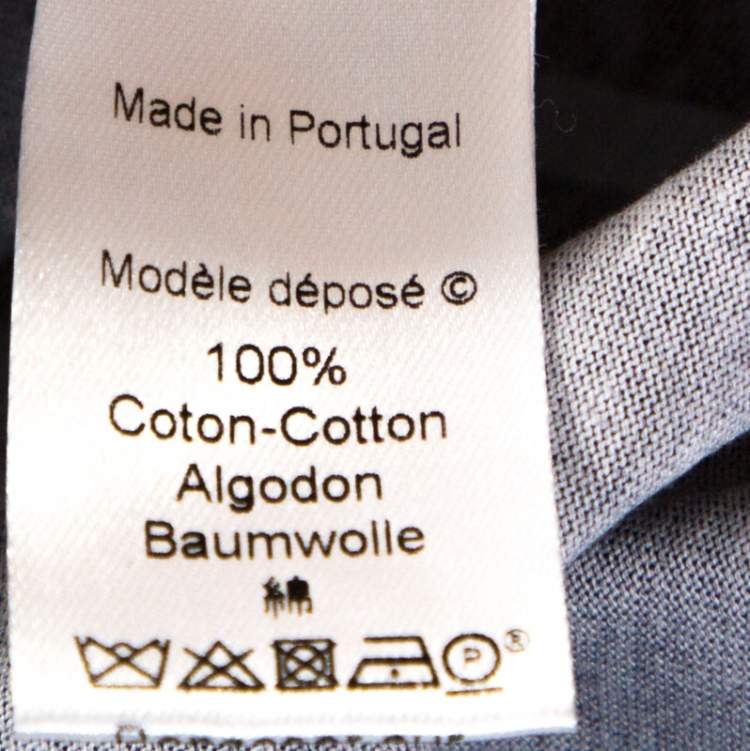 Made in Portugal
Modèle déposé ©
100%
Coton-Cotton
Algodon
Baumwolle
綿
P ®